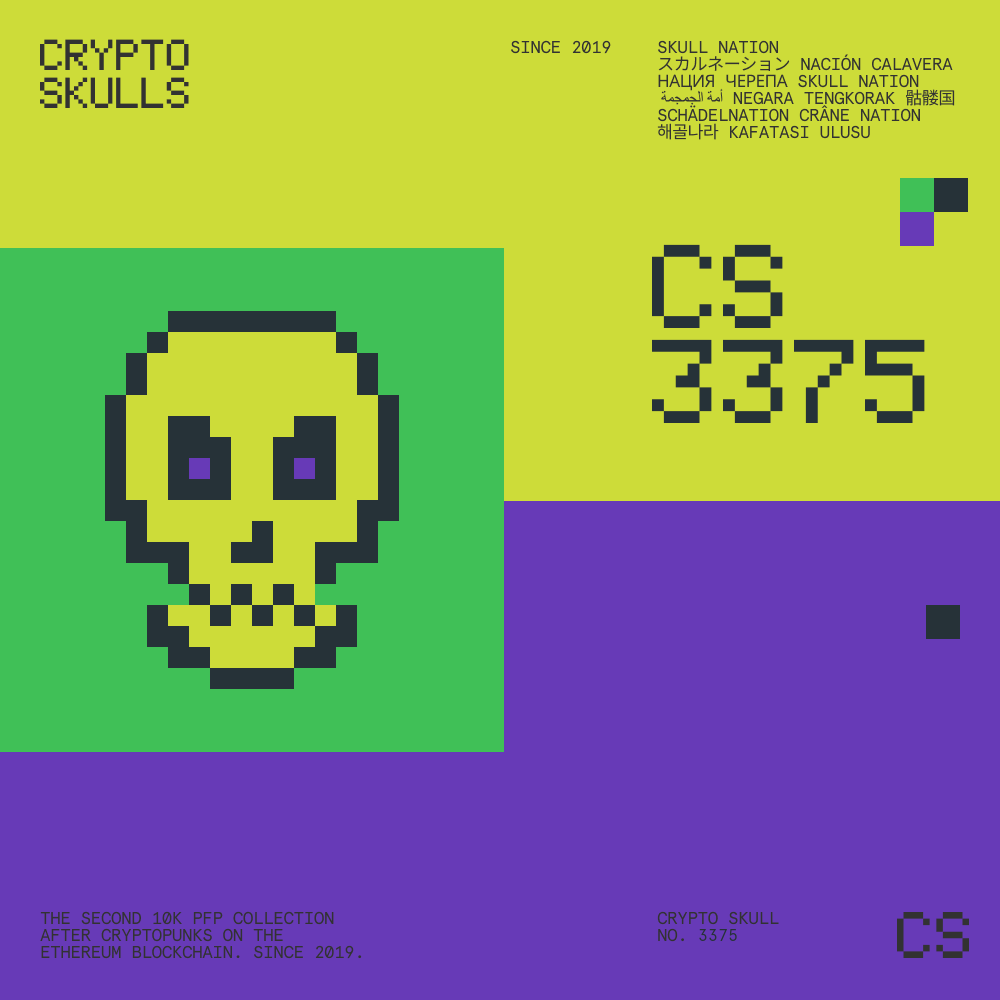 CRYPTO
SKULLS
SINCE 2019
SKULL NATION
スカルネーション NACIÓN CALAVERA
НАЦИЯ ЧЕРЕПА SKULL NATION
أمة الجمجمة NEGARA TENGKORAK 骷髅国
SCHÄDELNATION CRÂNE NATION
해골나라 KAFATASI ULUSU
CS
3375
THE SECOND 10K PFP COLLECTION
AFTER CRYPTOPUNKS ON THE
ETHEREUM BLOCKCHAIN. SINCE 2019.
CRYPTO SKULL
NO. 3375
CS